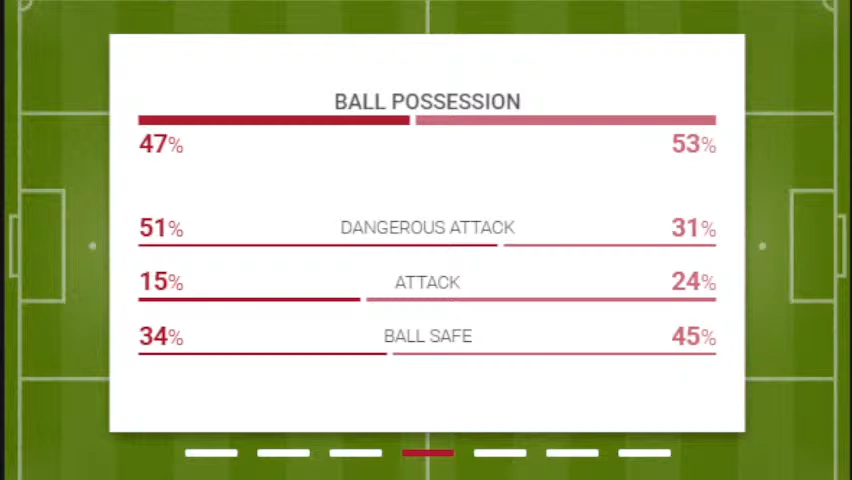 BALL POSSESSION
47% 53%
51% DANGEROUS ATTACK 31%
15% ATTACK 24%
34% BALL SAFE 45%